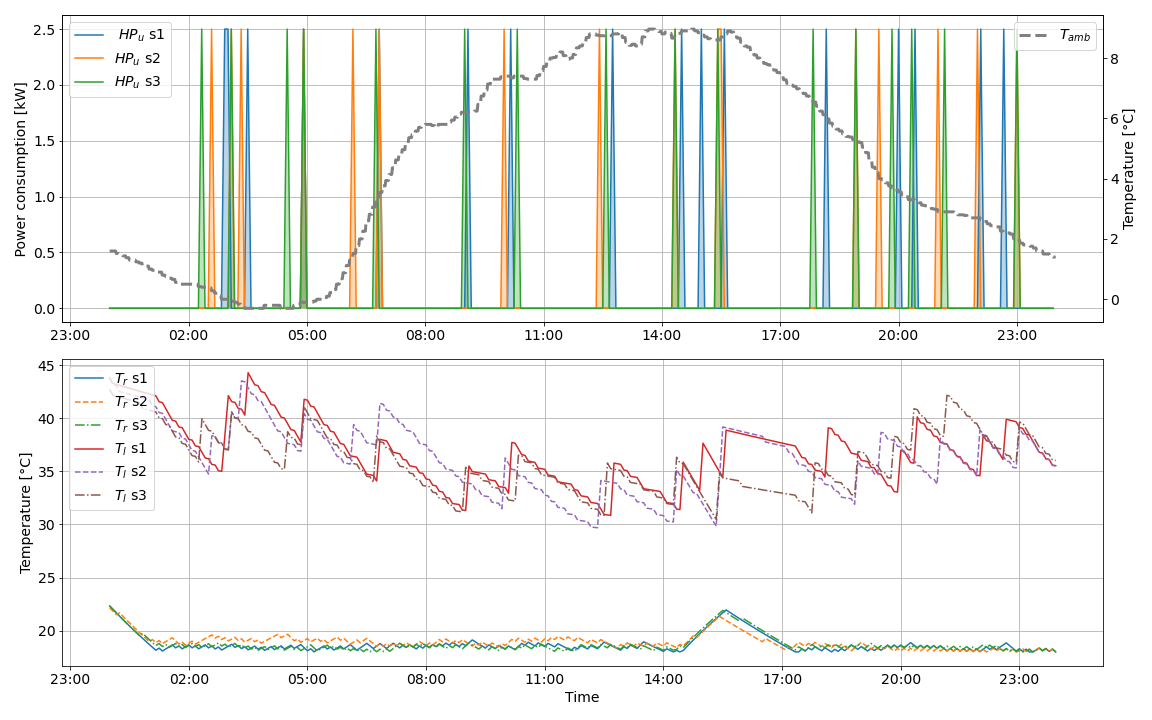 2.5
2.0
1.5
1.0
0.5
0.0
Power consumption [kW]
HP_u s1
HP_u s2
HP_u s3
T_amb
8
6
4
2
0
Temperature [°C]
23:00 02:00 05:00 08:00 11:00 14:00 17:00 20:00 23:00
45
40
35
30
25
20
Temperature [°C]
T_r s1
T_r s2
T_r s3
T_l s1
T_l s2
T_l s3
23:00 02:00 05:00 08:00 11:00 14:00 17:00 20:00 23:00
Time